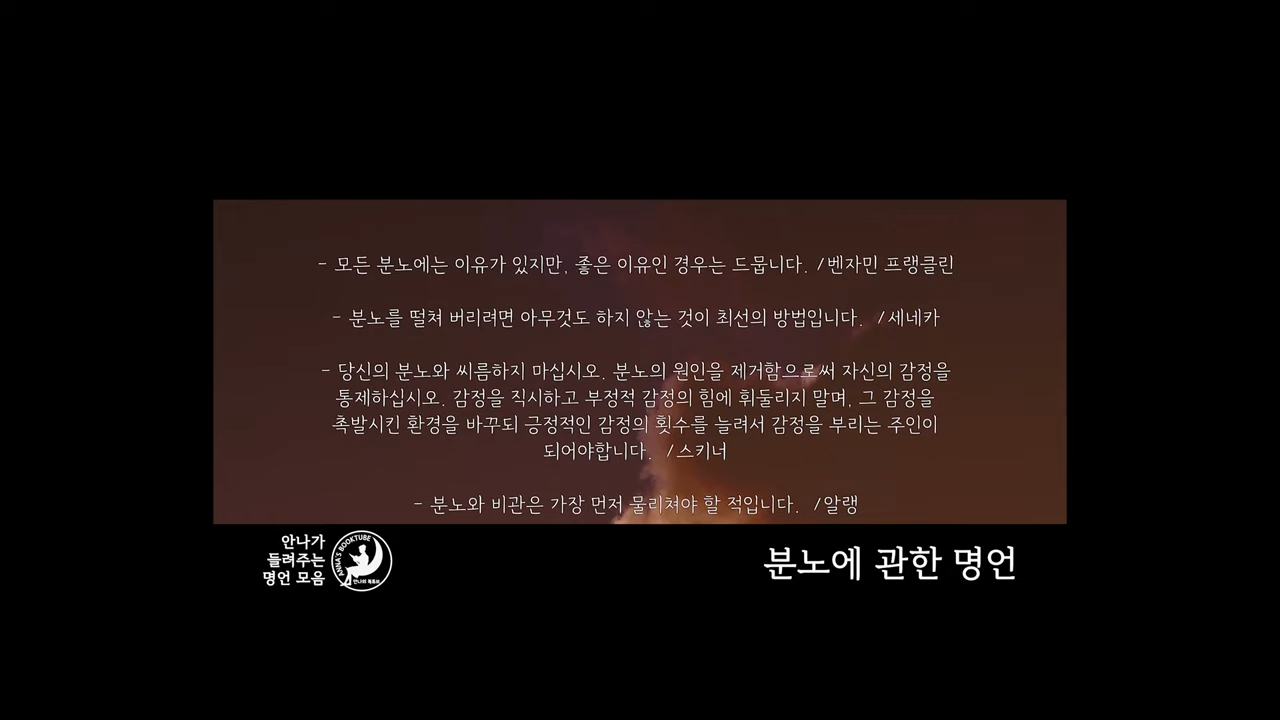 - 모든 분노에는 이유가 있지만, 좋은 이유인 경우는 드뭅니다. /벤자민 프랭클린
- 분노를 떨쳐 버리려면 아무것도 하지 않는 것이 최선의 방법입니다. /세네카
- 당신의 분노와 씨름하지 마십시오. 분노의 원인을 제거함으로써 자신의 감정을
통제하십시오. 감정을 직시하고 부정적 감정의 힘에 휘둘리지 말며, 그 감정을
촉발시킨 환경을 바꾸되 긍정적인 감정의 횟수를 늘려서 감정을 부리는 주인이
되어야합니다. /스키너
- 분노와 비관은 가장 먼저 물리쳐야 할 적입니다. /알랭
안나가
들려주는
명언 모음
ANNA'S BOOKTUBE
분노에 관한 명언